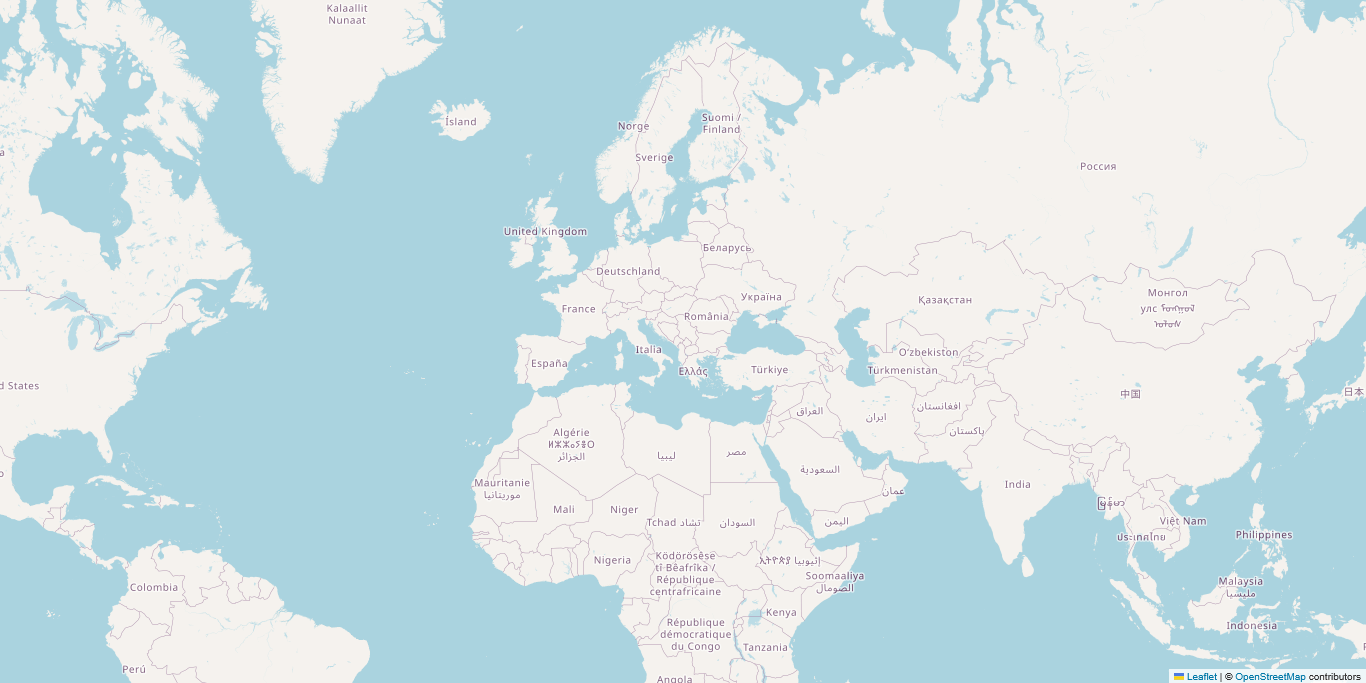 Kalaallit
Nunaat
Ísland
Norge
Suomi /
Finland
Sverige
Россия
United Kingdom
Беларусь
Deutschland
Україна
Қазақстан
Монгол
улс
France
România
Italia
Oʻzbekiston
España
Ελλάς
Türkiye
Türkmenistan
d States
中国
日本
العراق
ایران
افغانستان
پاکستان
Algérie
ⵍⵣⵣⴰⵢⴻⵔ
الجزائر
ليبيا
مصر
السعودية
عمان
India
Mauritanie
موريتانيا
Mali
Niger
Tchad تشاد
السودان
اليمن
Việt Nam
ประเทศไทย
Philippines
Nigeria
Ködörösêse
tî Bêafrîka /
République
centrafricaine
ኢትዮጵያ إثيوبيا
Soomaaliya
الصومال
Malaysia
مليسيا
Colombia
Kenya
République
démocratique
du Congo
Indonesia
Tanzania
Perú
Angola
Leaflet | © OpenStreetMap contributors